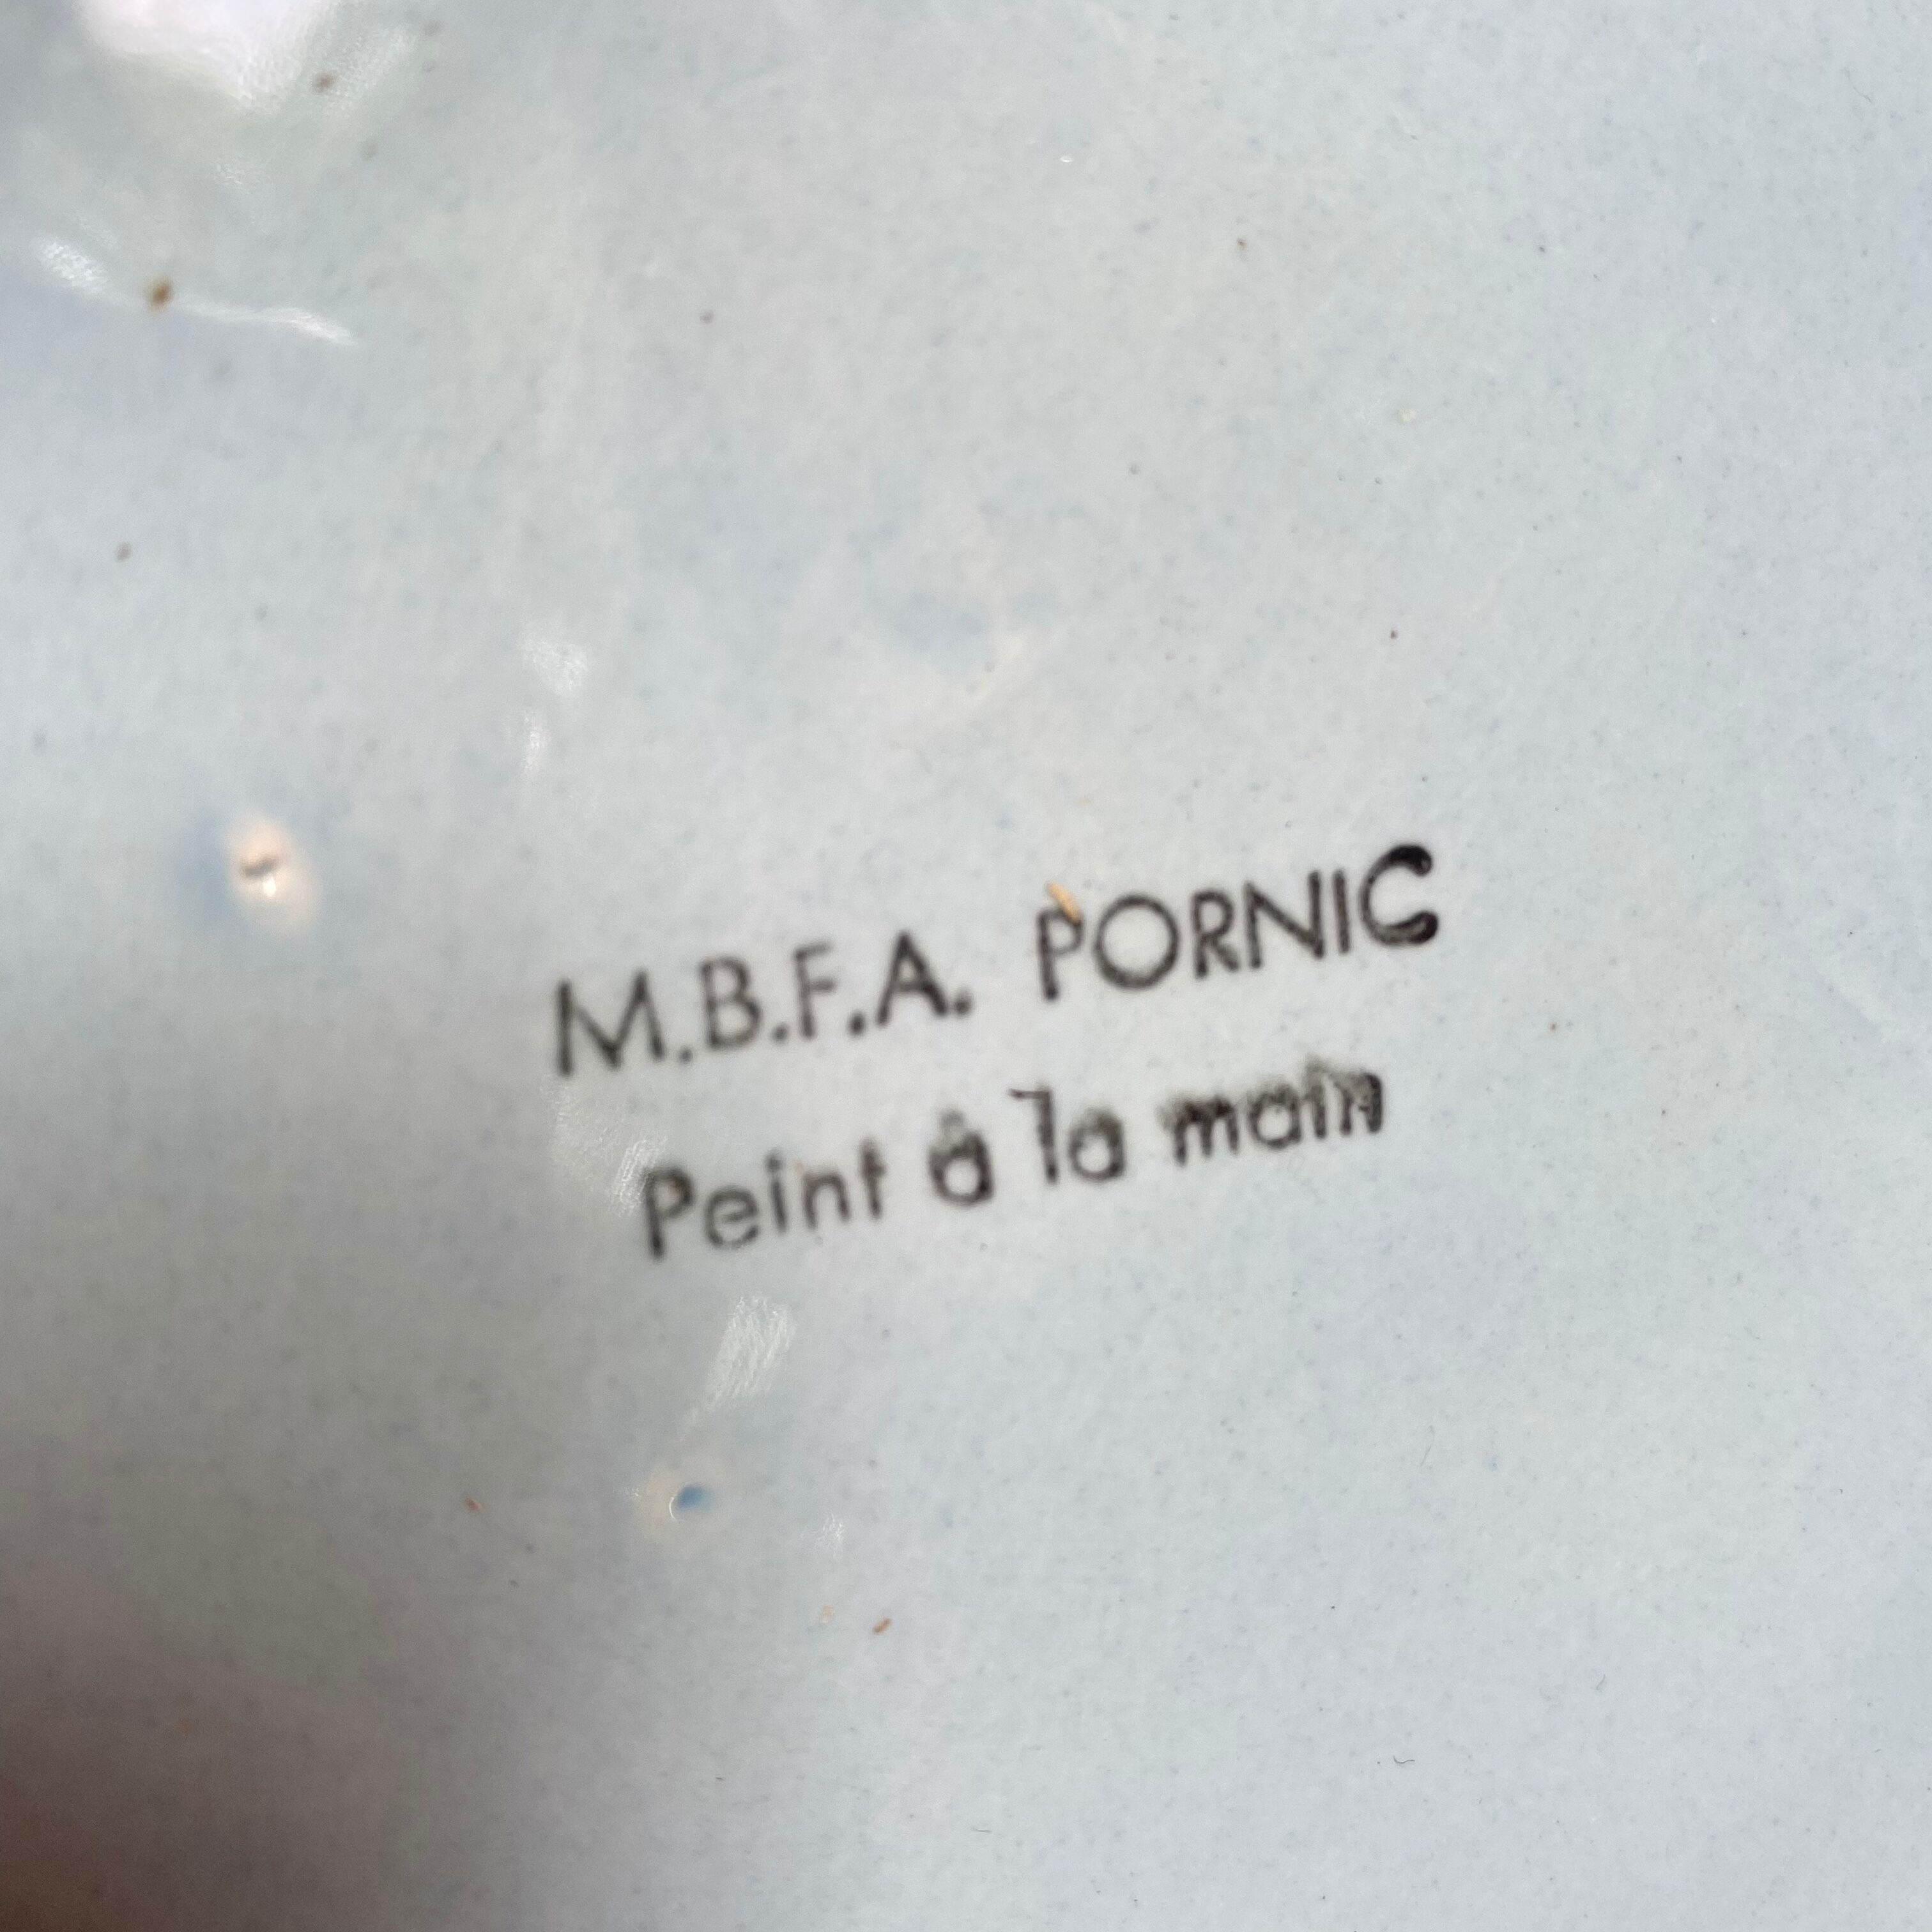 M.B.F.A. PORNIC
Peint à la main